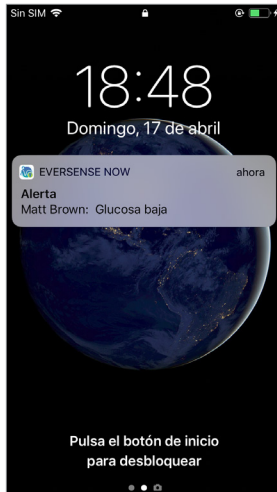 Sin SIM
18:48
Domingo, 17 de abril
EVERSENSE NOW ahora
Alerta
Matt Brown: Glucosa baja
Pulsa el botón de inicio
para desbloquear